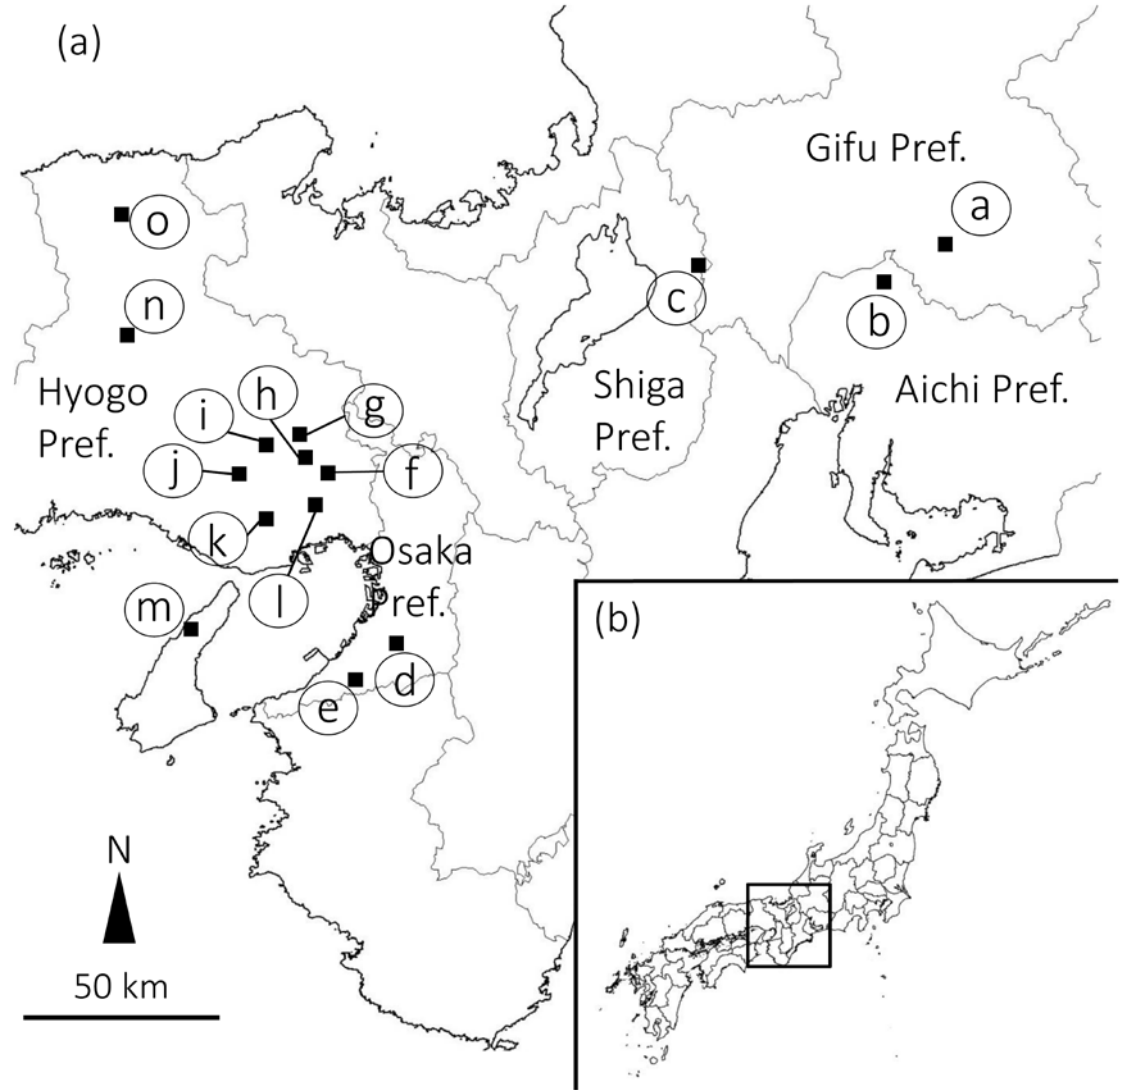 (a)
Gifu Pref.
a
o
c
b
n
Hyogo
Pref.
Shiga
Pref.
Aichi Pref.
h
g
i
j
f
k
Osaka
Pref.
l
m
d
e
(b)
N
50 km